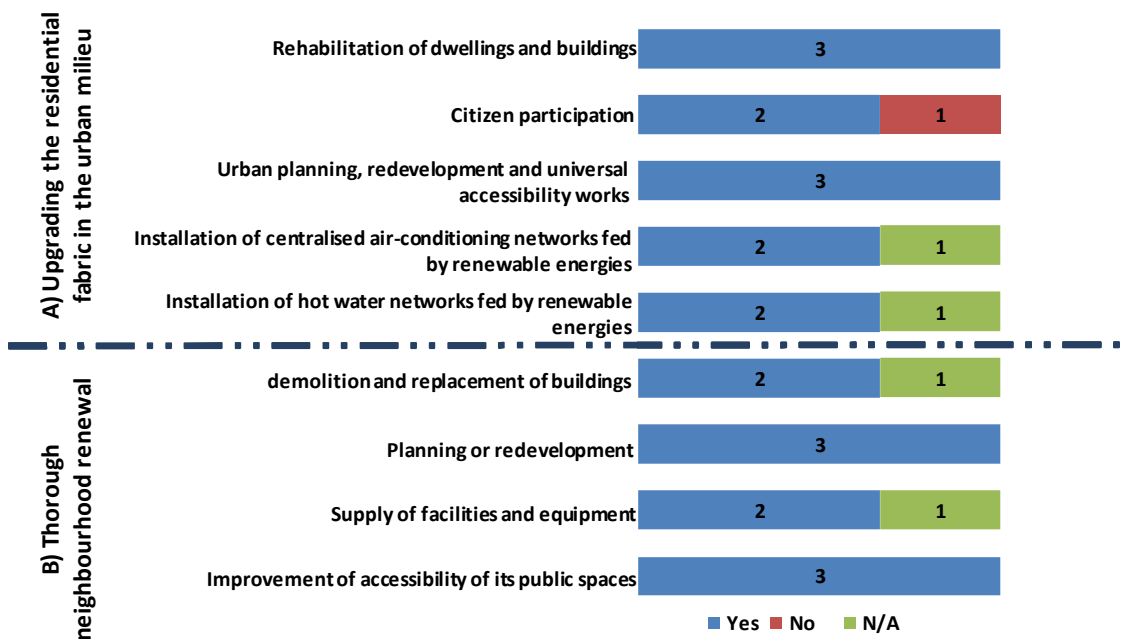 A) Upgrading the residential
fabric in the urban milieu
Rehabilitation of dwellings and buildings
3
Citizen participation
2
1
Urban planning, redevelopment and universal
accessibility works
3
Installation of centralised air-conditioning networks fed
by renewable energies
2
1
Installation of hot water networks fed by renewable
energies
2
1
B) Thorough
neighbourhood renewal
demolition and replacement of buildings
2
1
Planning or redevelopment
3
Supply of facilities and equipment
2
1
Improvement of accessibility of its public spaces
3
Yes No N/A